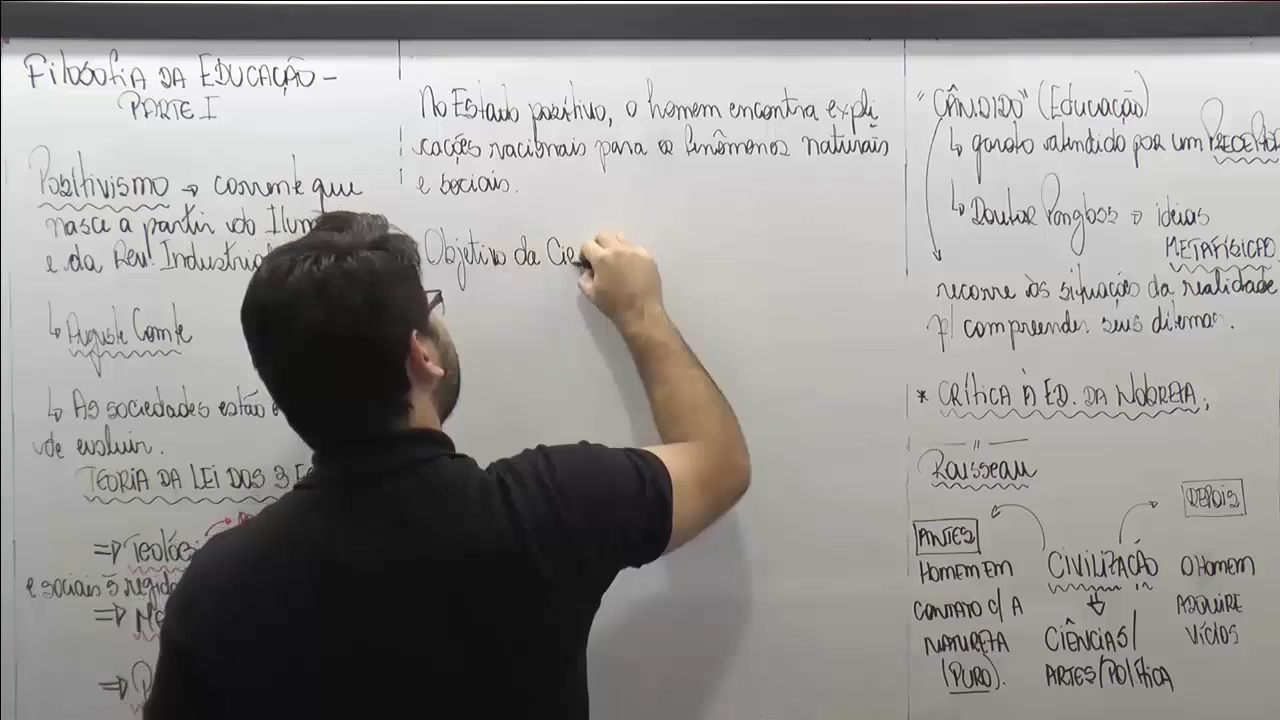 Filosofia da Educação -
Parte I
Positivismo → corrente que
nasce a partir do
e da Rev. Industrial
↳ Auguste Comte
↳ As sociedades estão
de evoluir.
Teoria da Lei dos 3
⇒
e sociais
⇒
⇒
No Estado positivo, o homem encontra expli
cações racionais para os fenômenos naturais
e sociais.
Objetivo da Cie
"Cândido" (Educação)
↳ garoto atendido por um
↳ Doutor Pangloss → ideias
METAFÍSICAS
recorre às situações da realidade
p/ compreender seus dilemas.
* CRÍTICA À ED. DA NOBREZA;
"
Rousseau
ANTES
HOMEM EM
CONTATO C/ A
NATUREZA
(PURO).
CIVILIZAÇÃO
CIÊNCIAS/
ARTES/POLÍTICA
DEPOIS
O HOMEM
ADQUIRE
VÍCIOS